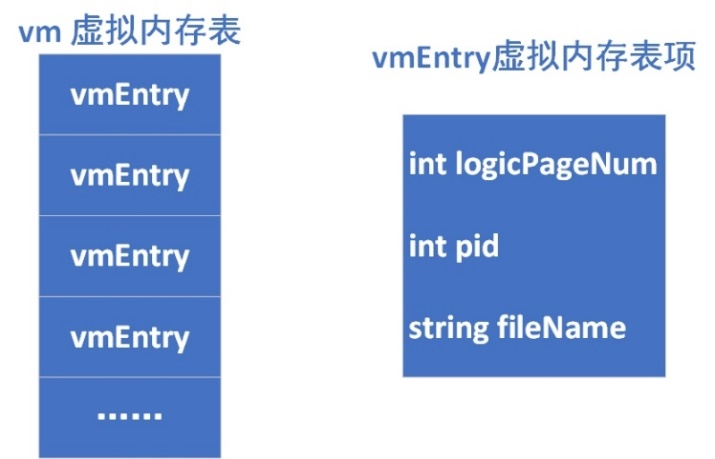 vm 虚拟内存表
vmEntry
vmEntry
vmEntry
vmEntry
……
vmEntry虚拟内存表项
int logicPageNum
int pid
string fileName